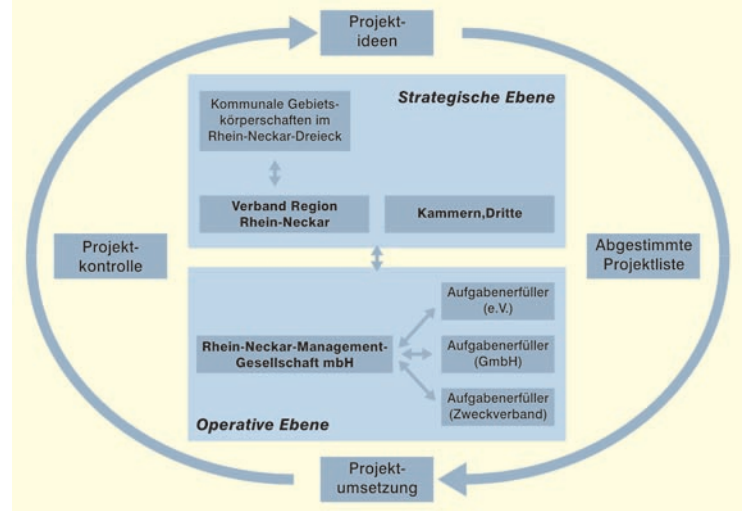 Projekt-
ideen
Kommunale Gebiets-
körperschaften im
Rhein-Neckar-Dreieck
Strategische Ebene
Verband Region
Rhein-Neckar
Kammern,Dritte
Projekt-
kontrolle
Abgestimmte
Projektliste
Aufgabenerfüller
(e.V.)
Rhein-Neckar-Management-
Gesellschaft mbH
Aufgabenerfüller
(GmbH)
Aufgabenerfüller
(Zweckverband)
Operative Ebene
Projekt-
umsetzung